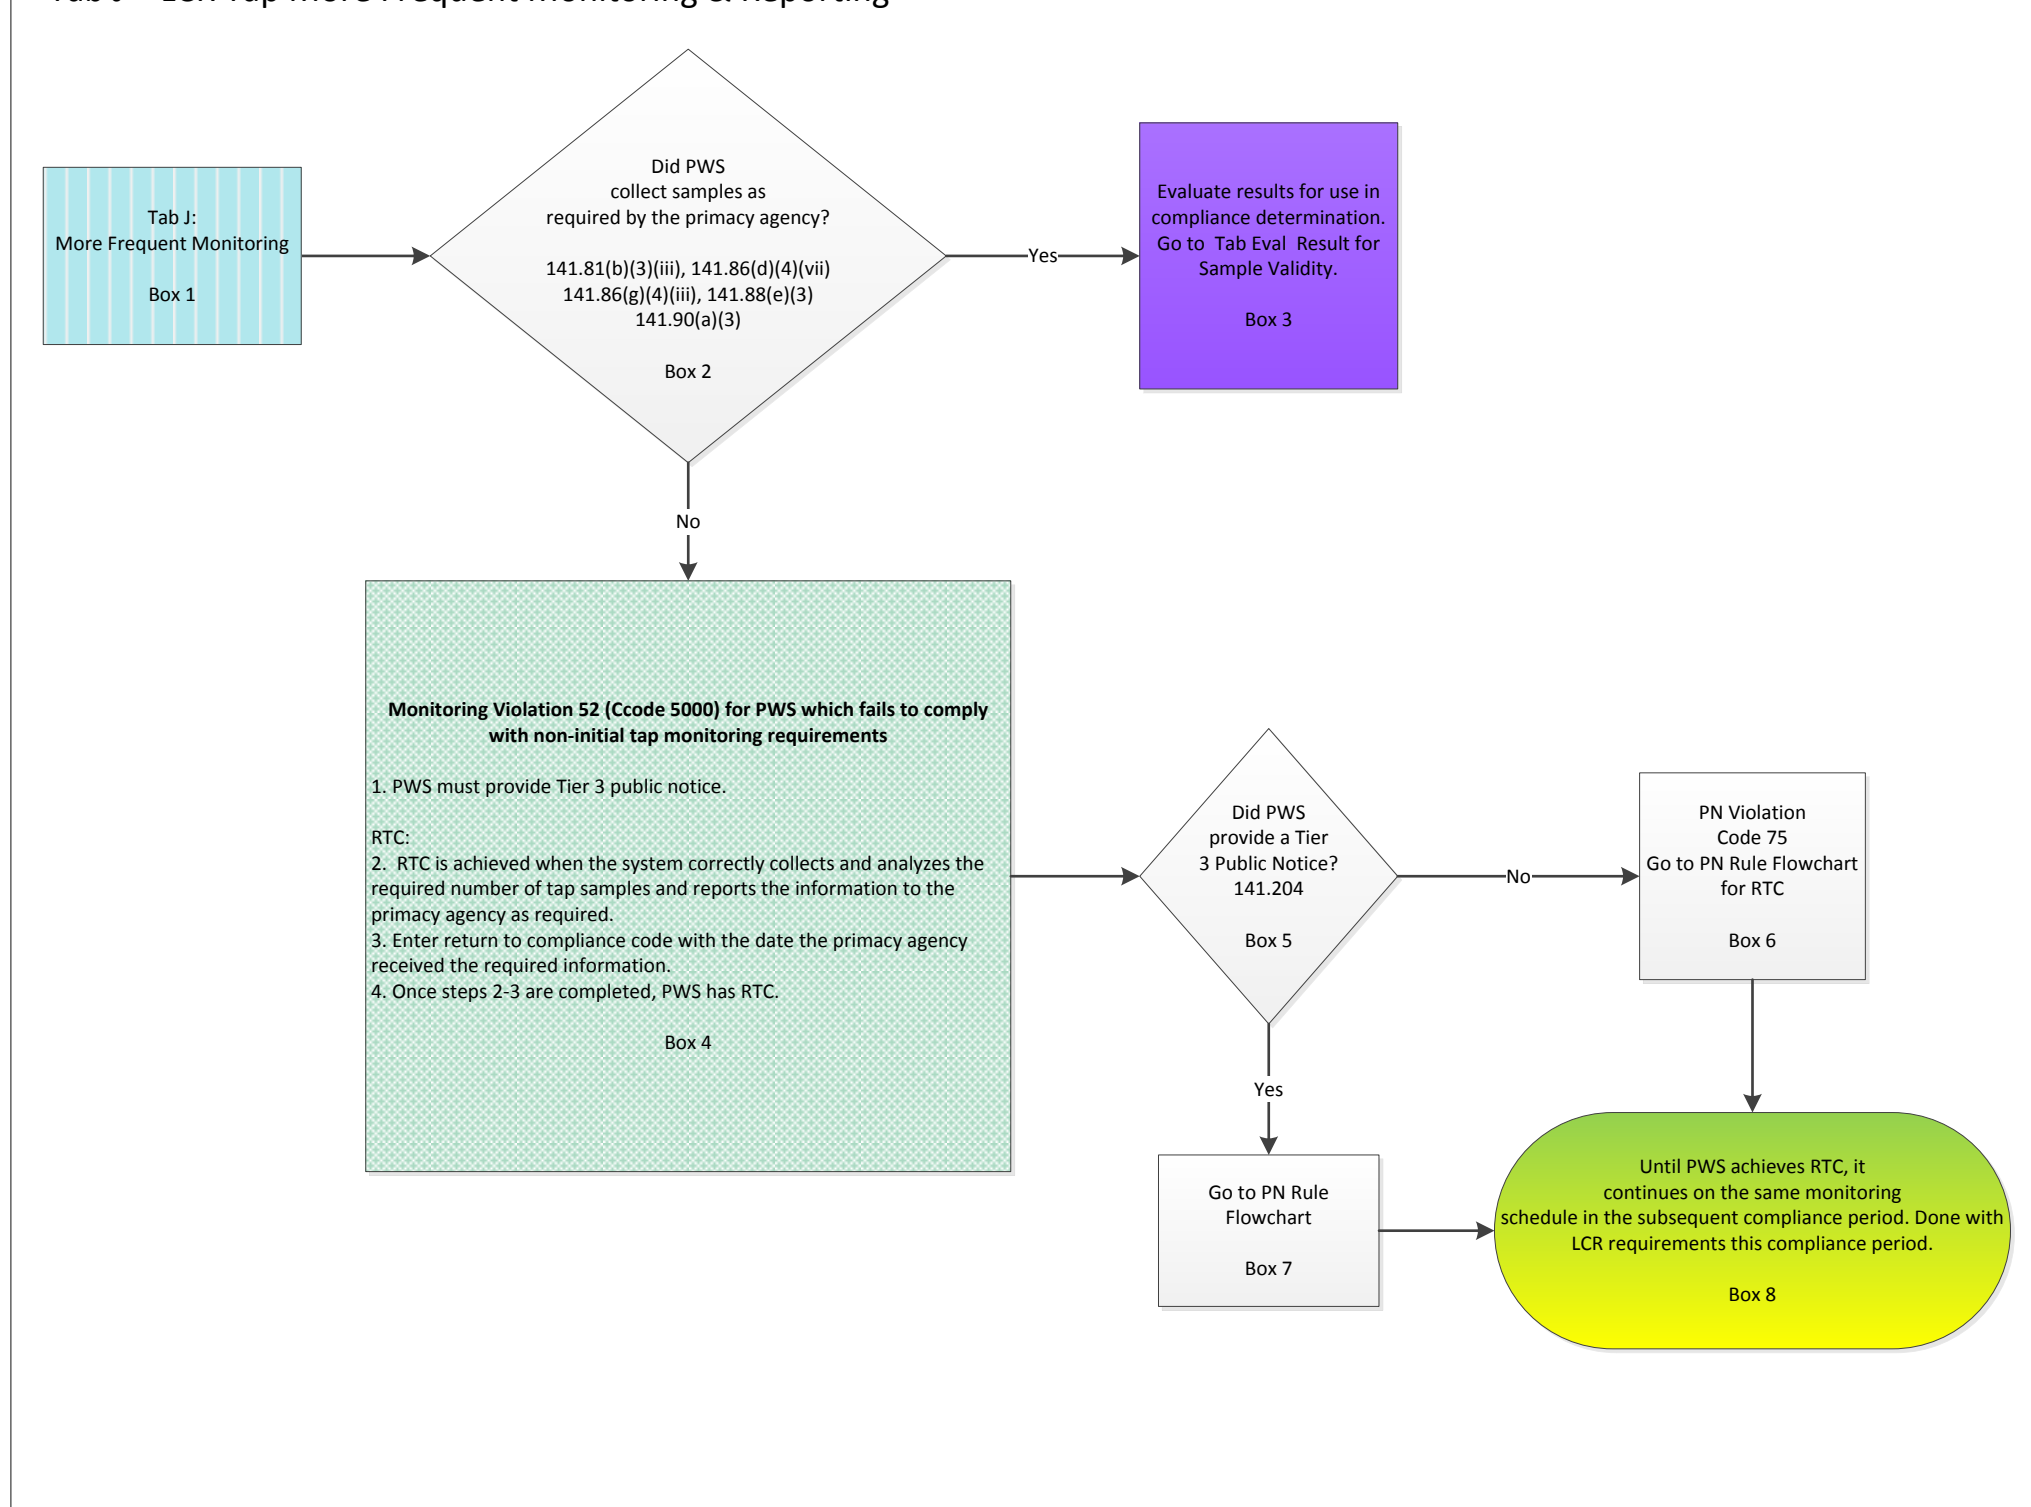 Tab J – LCR Tap More Frequent Monitoring & Reporting
Tab J:
More Frequent Monitoring
Box 1
Did PWS
collect samples as
required by the primacy agency?
141.81(b)(3)(iii), 141.86(d)(4)(vii)
141.86(g)(4)(iii), 141.88(e)(3)
141.90(a)(3)
Box 2
Yes
Evaluate results for use in
compliance determination.
Go to Tab Eval Result for
Sample Validity.
Box 3
No
Monitoring Violation 52 (Ccode 5000) for PWS which fails to comply
with non-initial tap monitoring requirements
1. PWS must provide Tier 3 public notice.
RTC:
2. RTC is achieved when the system correctly collects and analyzes the
required number of tap samples and reports the information to the
primacy agency as required.
3. Enter return to compliance code with the date the primacy agency
received the required information.
4. Once steps 2-3 are completed, PWS has RTC.
Box 4
Did PWS
provide a Tier
3 Public Notice?
141.204
Box 5
No
PN Violation
Code 75
Go to PN Rule Flowchart
for RTC
Box 6
Yes
Go to PN Rule
Flowchart
Box 7
Until PWS achieves RTC, it
continues on the same monitoring
schedule in the subsequent compliance period. Done with
LCR requirements this compliance period.
Box 8